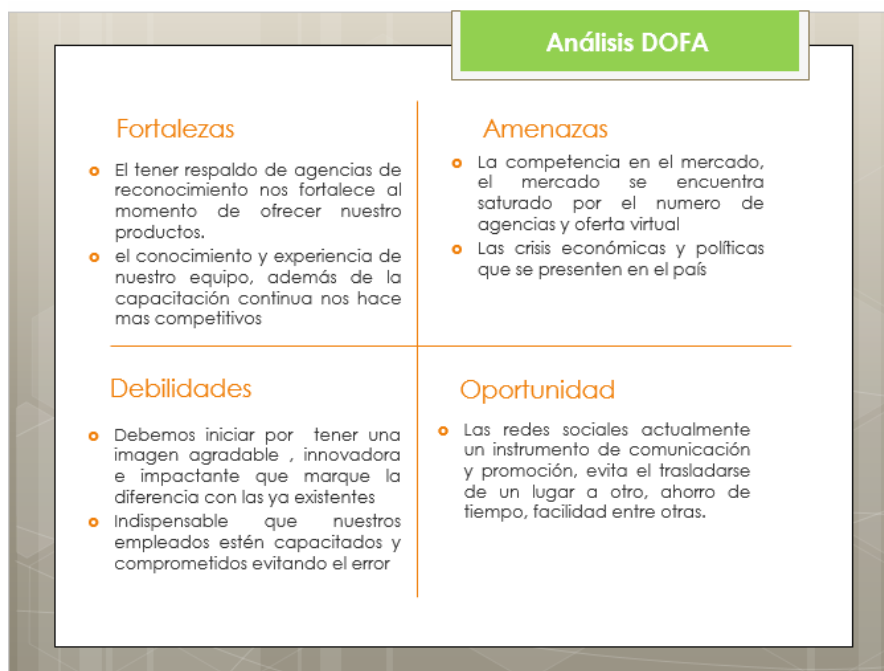 Análisis DOFA
Fortalezas
El tener respaldo de agencias de
reconocimiento nos fortalece al
momento de ofrecer nuestro
productos.
el conocimiento y experiencia de
nuestro equipo, además de la
capacitación continua nos hace
mas competitivos
Amenazas
La competencia en el mercado,
el mercado se encuentra
saturado por el numero de
agencias y oferta virtual
Las crisis económicas y políticas
que se presenten en el país
Debilidades
Debemos iniciar por tener una
imagen agradable , innovadora
e impactante que marque la
diferencia con las ya existentes
Indispensable que nuestros
empleados estén capacitados y
comprometidos evitando el error
Oportunidad
Las redes sociales actualmente
un instrumento de comunicación
y promoción, evita el trasladarse
de un lugar a otro, ahorro de
tiempo, facilidad entre otras.